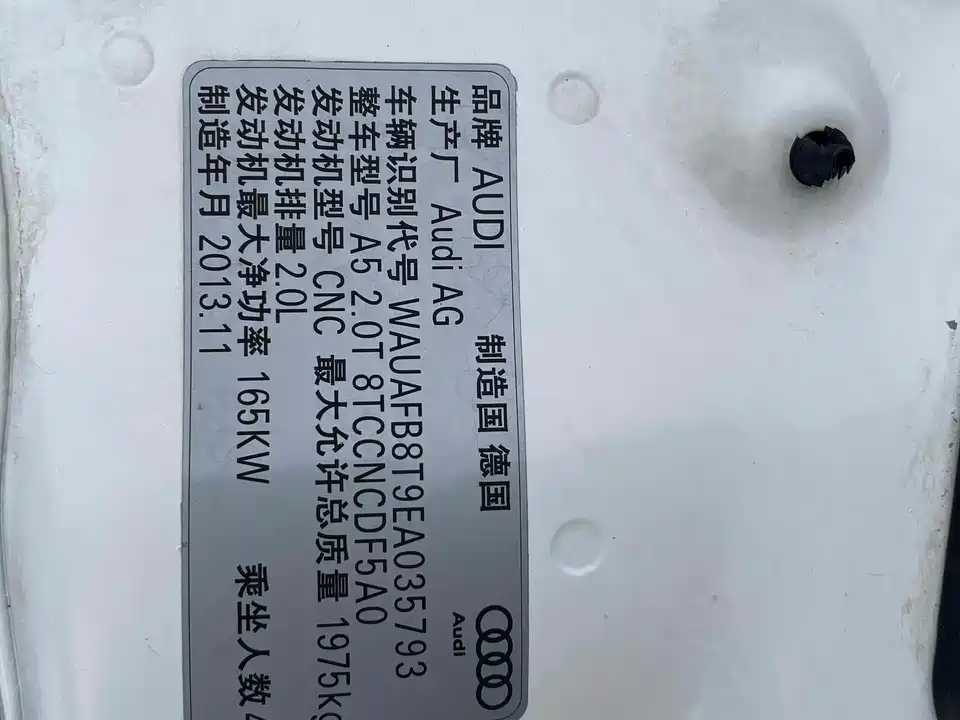 品牌 AUDI 制造国 德国
生产厂 Audi AG
Audi
车辆识别代号 WAUAFB8T9EA035793
整车型号 A5 2.0T 8TCCNCDF5A0
发动机型号 CNC 最大允许总质量 1975kg
发动机排量 2.0L
发动机最大净功率 165KW 乘坐人数 4
制造年月 2013.11